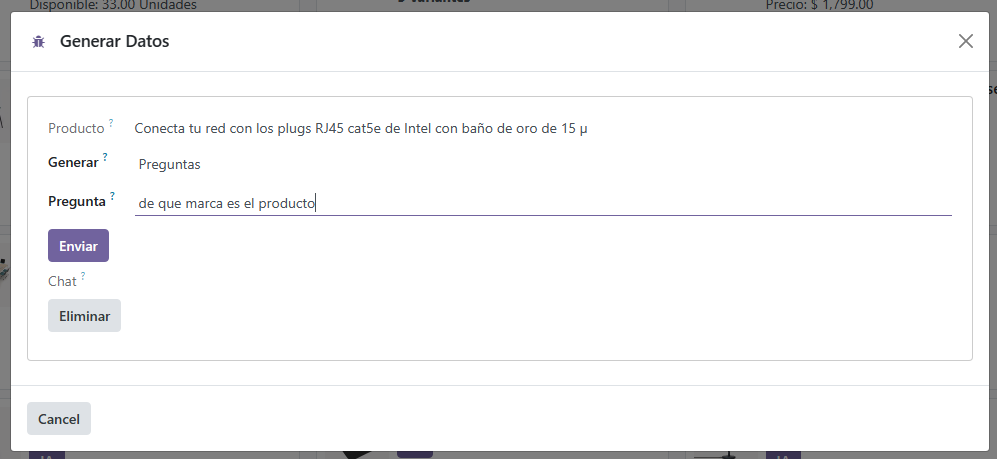 Disponible: 33.00 Unidades
Precio: $ 1,799.00
Generar Datos
Producto ?
Conecta tu red con los plugs RJ45 cat5e de Intel con baño de oro de 15 µ
Generar ?
Preguntas
Pregunta ?
de que marca es el producto
Enviar
Chat ?
Eliminar
Cancel